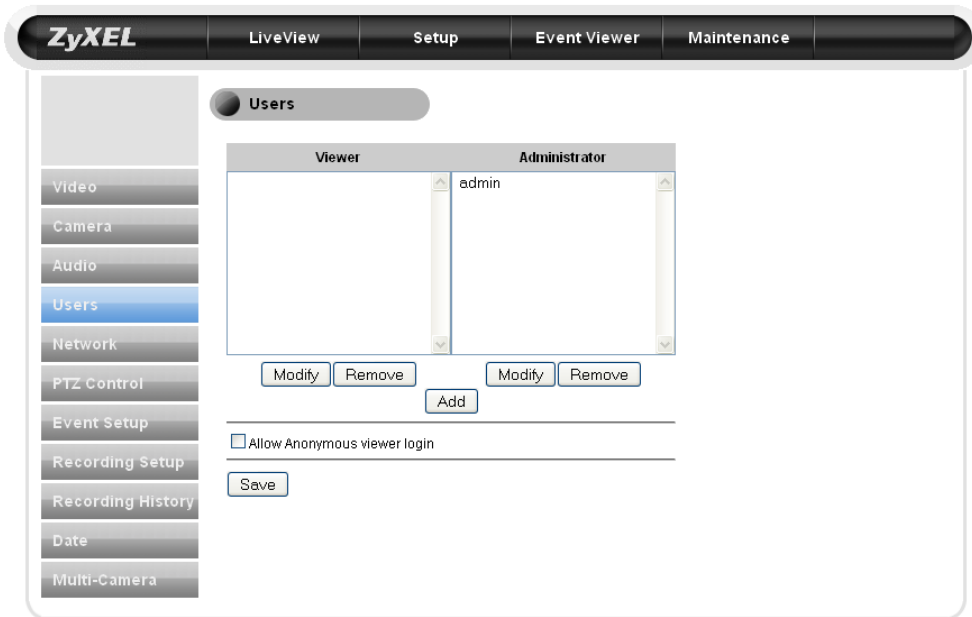 ZyXEL LiveView Setup Event Viewer Maintenance
Users
Viewer Administrator
admin
Video
Camera
Audio
Users
Network
PTZ Control
Event Setup
Recording Setup
Recording History
Date
Multi-Camera
Modify Remove Modify Remove
Add
Allow Anonymous viewer login
Save